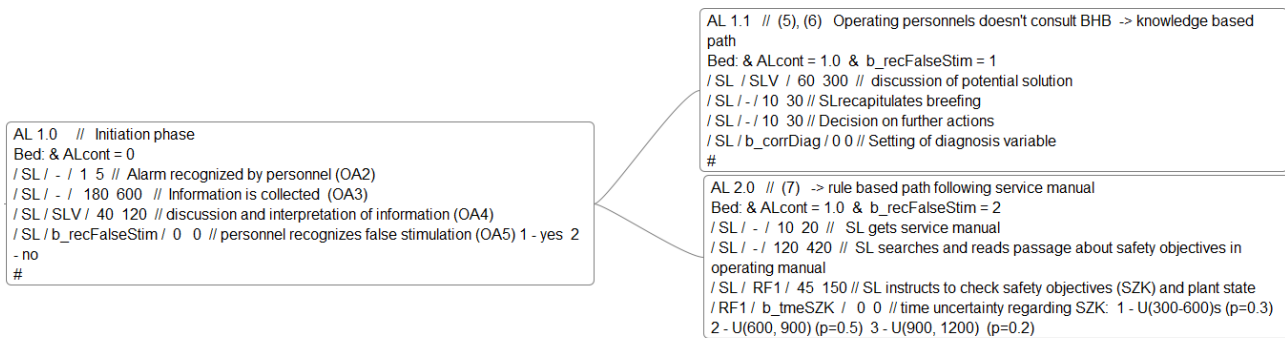 AL 1.0 // Initiation phase
Bed: & ALcont = 0
/ SL / - / 1 5 // Alarm recognized by personnel (OA2)
/ SL / - / 180 600 // Information is collected (OA3)
/ SL / SLV / 40 120 // discussion and interpretation of information (OA4)
/ SL / b_recFalseStim / 0 0 // personnel recognizes false stimulation (OA5) 1 - yes 2
- no
#
AL 1.1 // (5), (6) Operating personnels doesn't consult BHB -> knowledge based
path
Bed: & ALcont = 1.0 & b_recFalseStim = 1
/ SL / SLV / 60 300 // discussion of potential solution
/ SL / - / 10 30 // SLrecapitulates breefing
/ SL / - / 10 30 // Decision on further actions
/ SL / b_corrDiag / 0 0 // Setting of diagnosis variable
#
AL 2.0 // (7) -> rule based path following service manual
Bed: & ALcont = 1.0 & b_recFalseStim = 2
/ SL / - / 10 20 // SL gets service manual
/ SL / - / 120 420 // SL searches and reads passage about safety objectives in
operating manual
/ SL / RF1 / 45 150 // SL instructs to check safety objectives (SZK) and plant state
/ RF1 / b_tmeSZK / 0 0 // time uncertainty regarding SZK: 1 - U(300-600)s (p=0.3)
2 - U(600, 900) (p=0.5) 3 - U(900, 1200) (p=0.2)